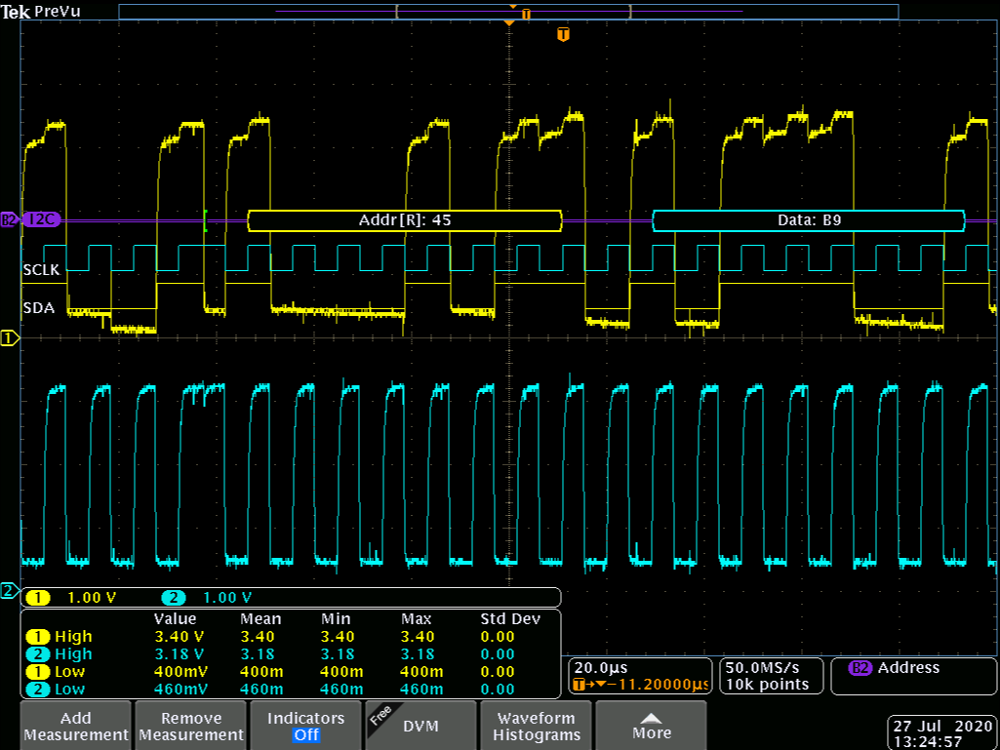 Tek PreVu
T
T
B2 I2C
Addr[R]: 45
Data: B9
SCLK
SDA
1
2
1 1.00 V 2 1.00 V
Value Mean Min Max Std Dev
1 High 3.40 V 3.40 3.40 3.40 0.00
2 High 3.18 V 3.18 3.18 3.18 0.00
1 Low 400mV 400m 400m 400m 0.00
2 Low 460mV 460m 460m 460m 0.00
20.0µs
T→▼−11.20000µs
50.0MS/s
10k points
B2 Address
Add
Measurement
Remove
Measurement
Indicators
Off
Free
DVM
Waveform
Histograms
More
27 Jul 2020
13:24:57